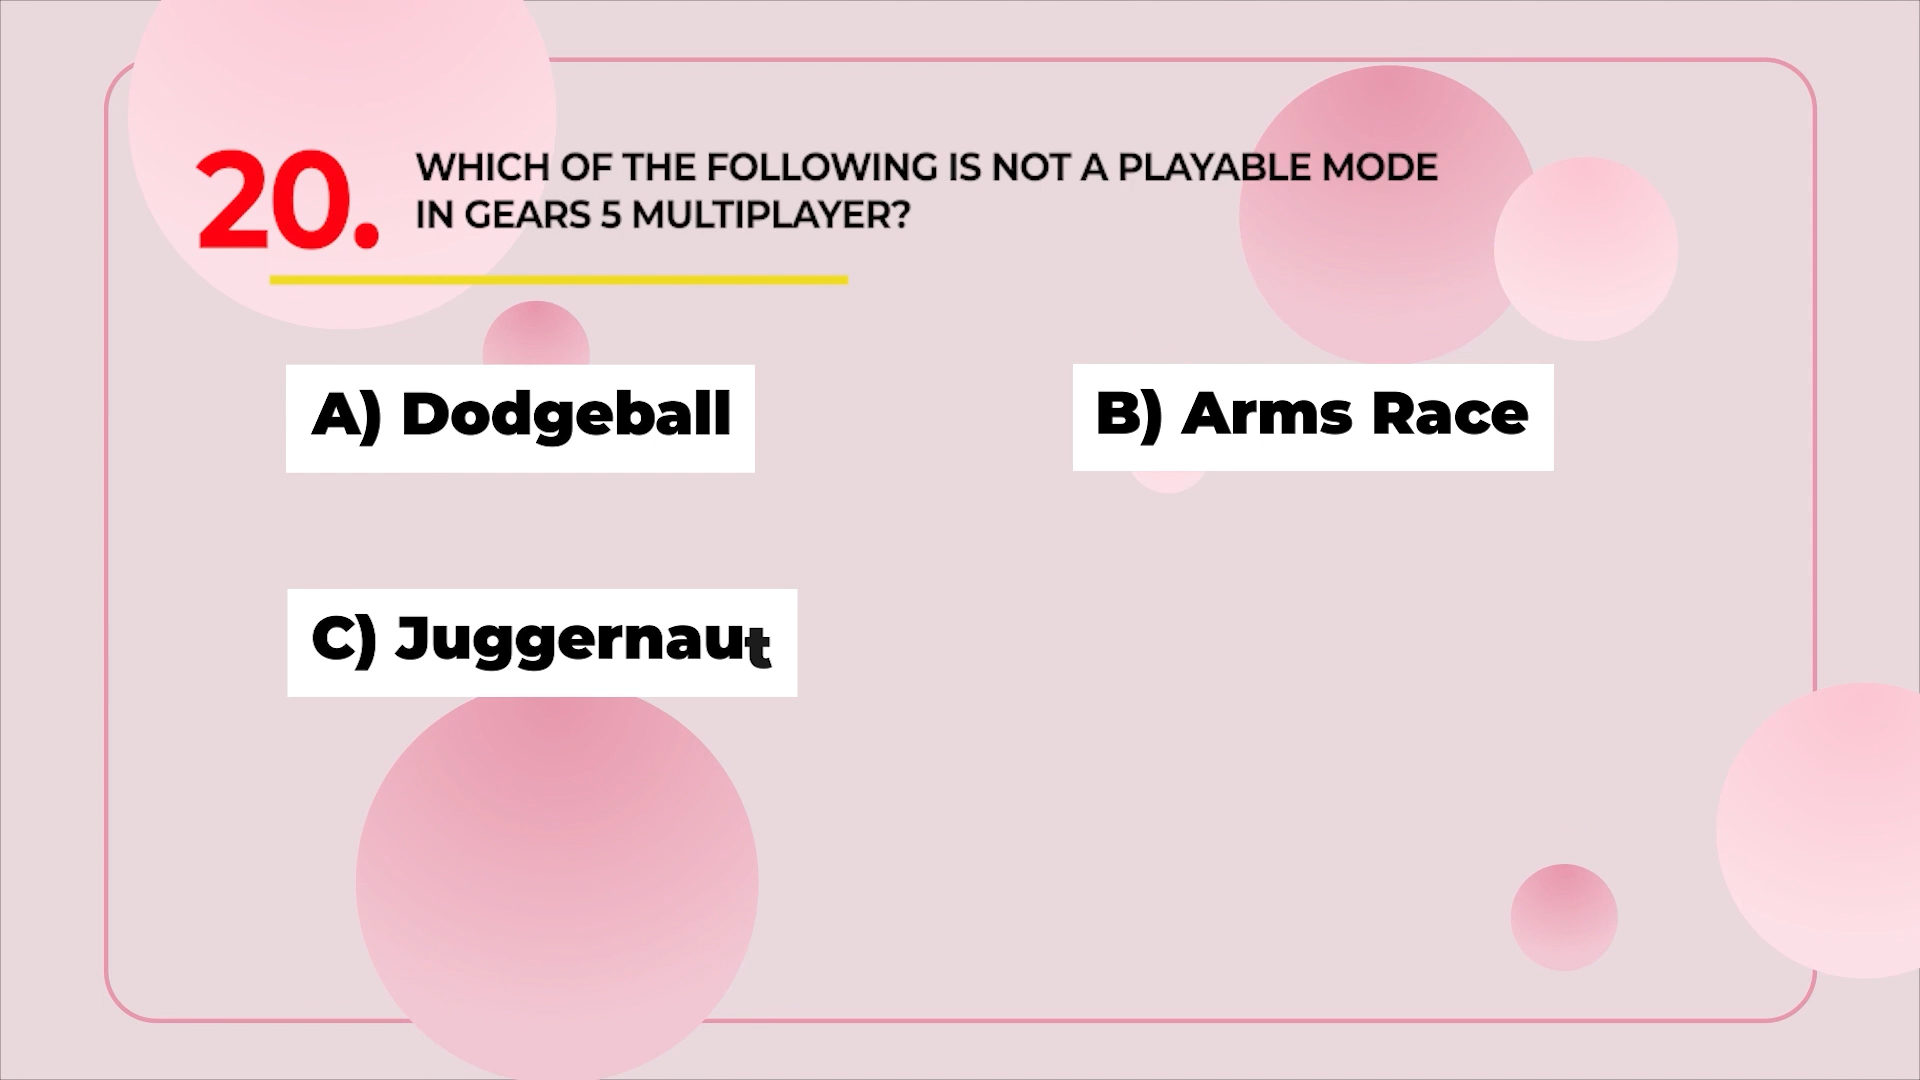 20.
WHICH OF THE FOLLOWING IS NOT A PLAYABLE MODE
IN GEARS 5 MULTIPLAYER?
A) Dodgeball
B) Arms Race
C) Juggernaut